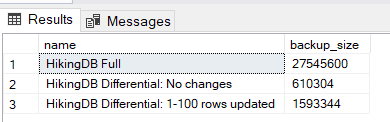 Results Messages
name backup_size
1 HikingDB Full 27545600
2 HikingDB Differential: No changes 610304
3 HikingDB Differential: 1-100 rows updated 1593344